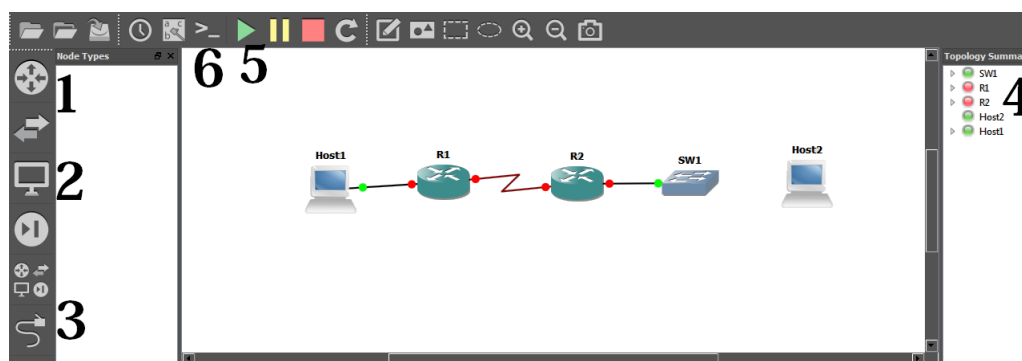 a c
b
>_
6 5
Node Types
Topology Summa
1
2
3
4
SW1
R1
R2
Host2
Host1
Host1
R1
R2
SW1
Host2